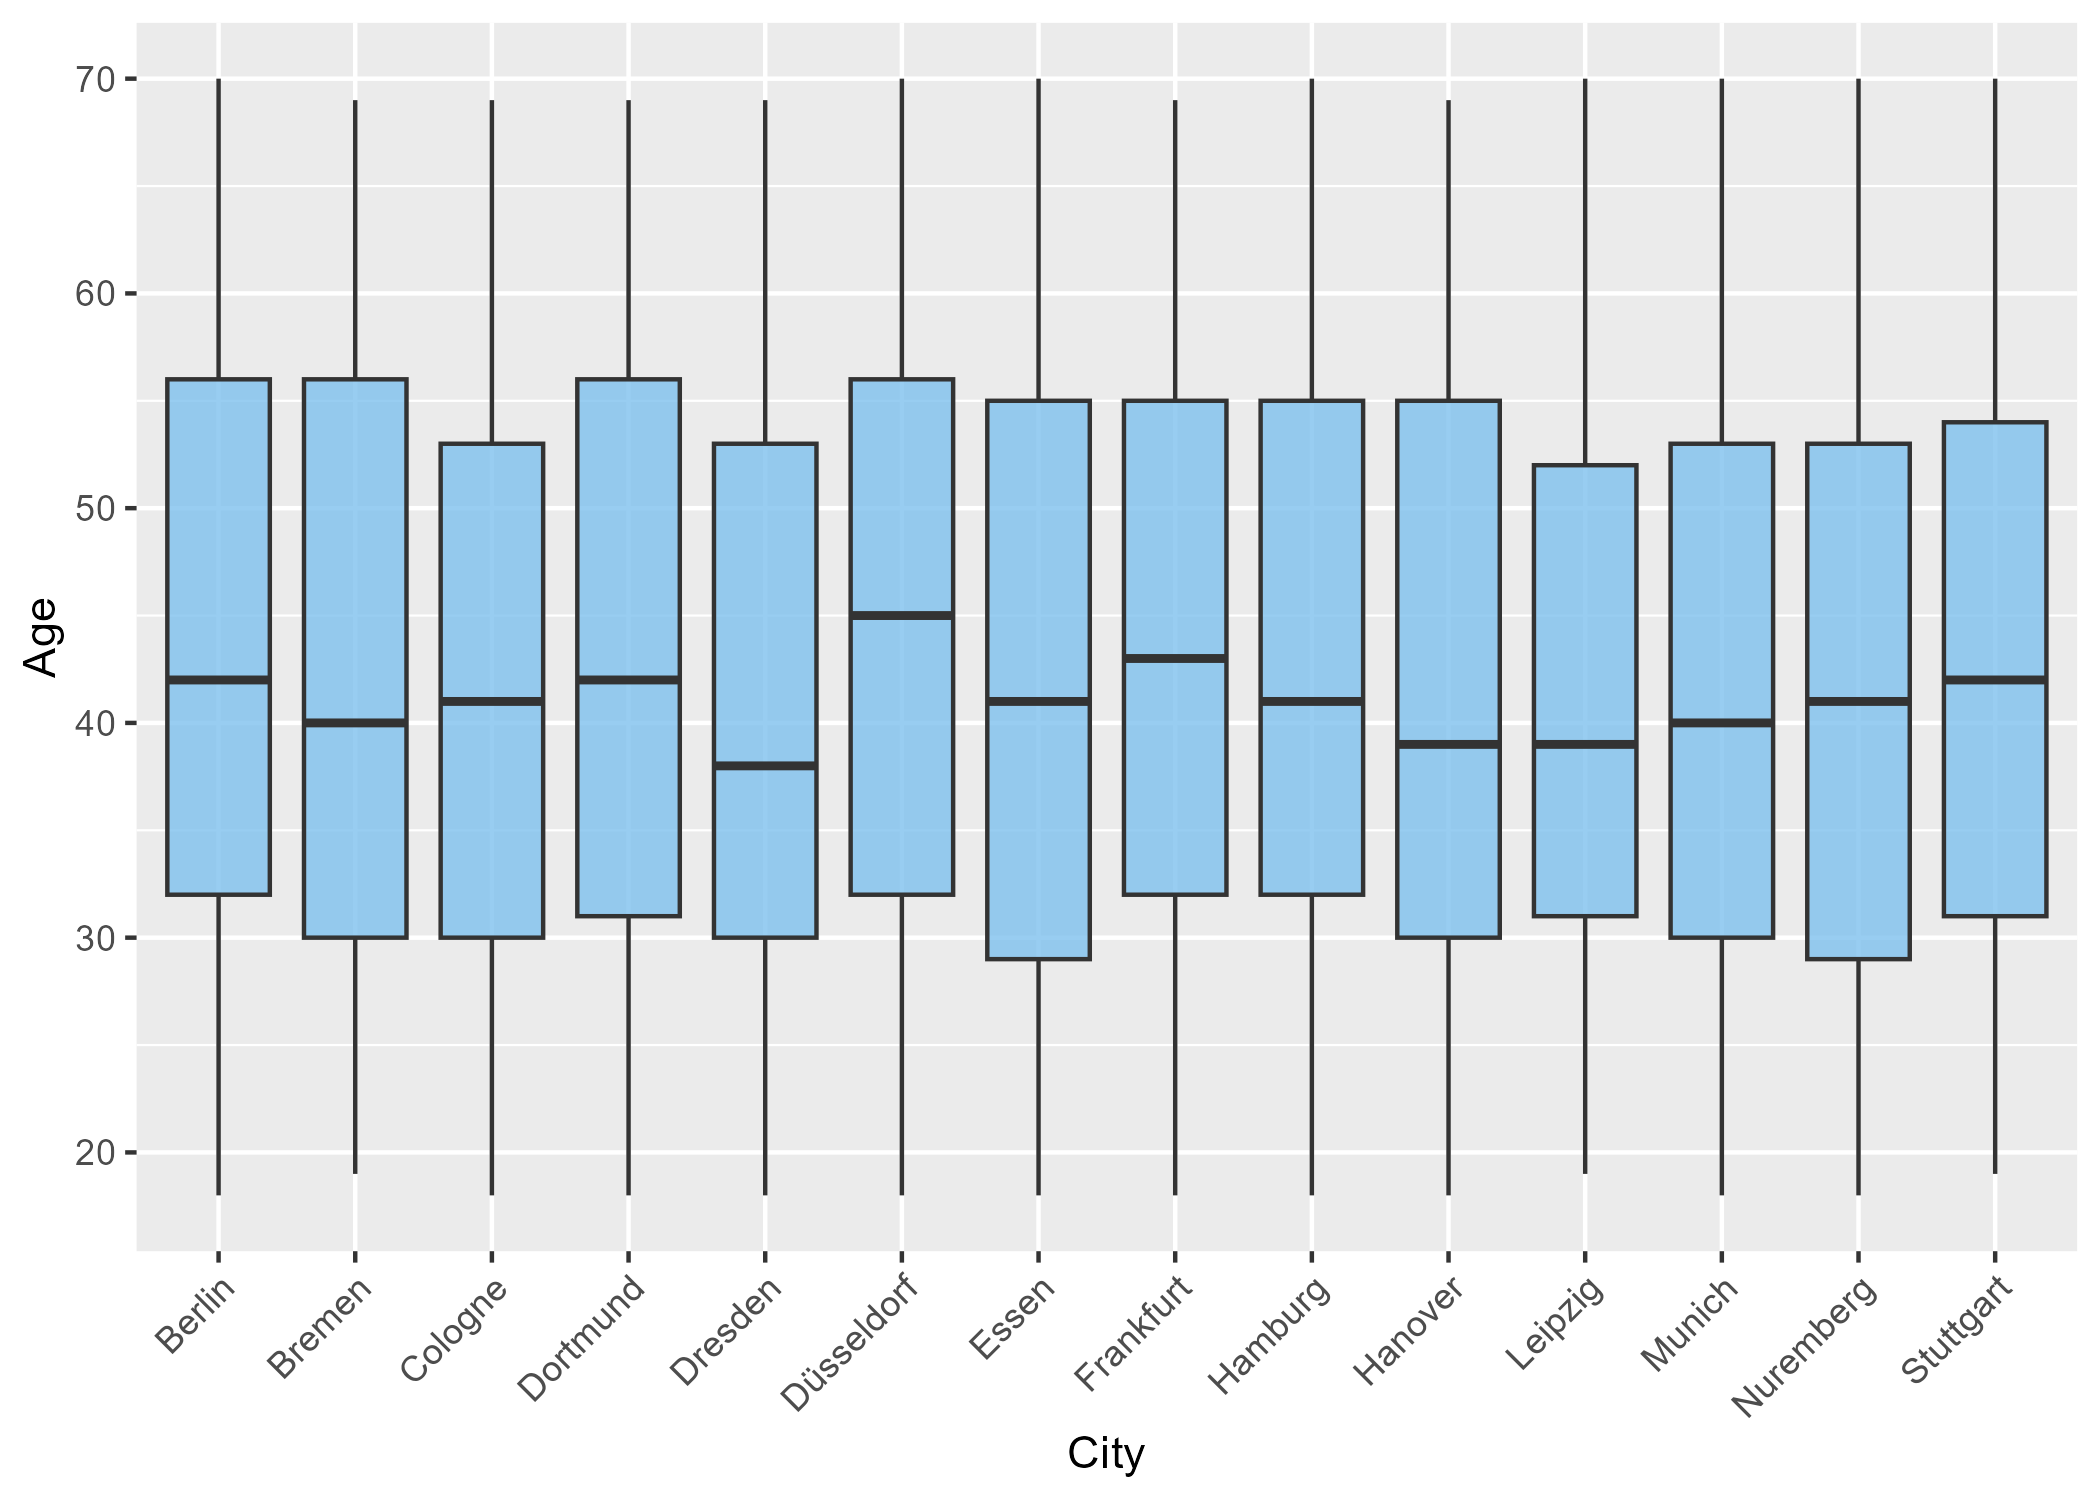 70
60
50
40
30
20
Age
Berlin
Bremen
Cologne
Dortmund
Dresden
Düsseldorf
Essen
Frankfurt
Hamburg
Hanover
Leipzig
Munich
Nuremberg
Stuttgart
City